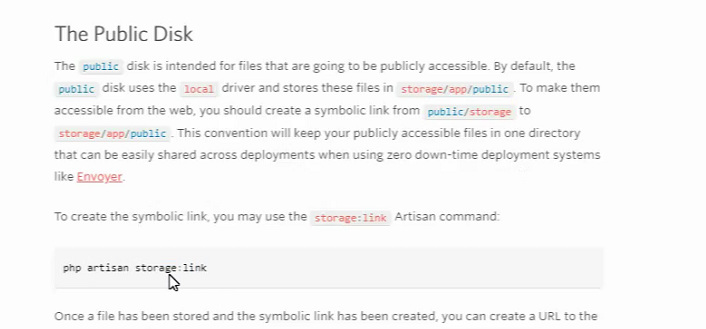 The Public Disk
The public disk is intended for files that are going to be publicly accessible. By default, the
public disk uses the local driver and stores these files in storage/app/public. To make them
accessible from the web, you should create a symbolic link from public/storage to
storage/app/public. This convention will keep your publicly accessible files in one directory
that can be easily shared across deployments when using zero down-time deployment systems
like Envoyer.
To create the symbolic link, you may use the storage:link Artisan command:
php artisan storage:link
Once a file has been stored and the symbolic link has been created, you can create a URL to the